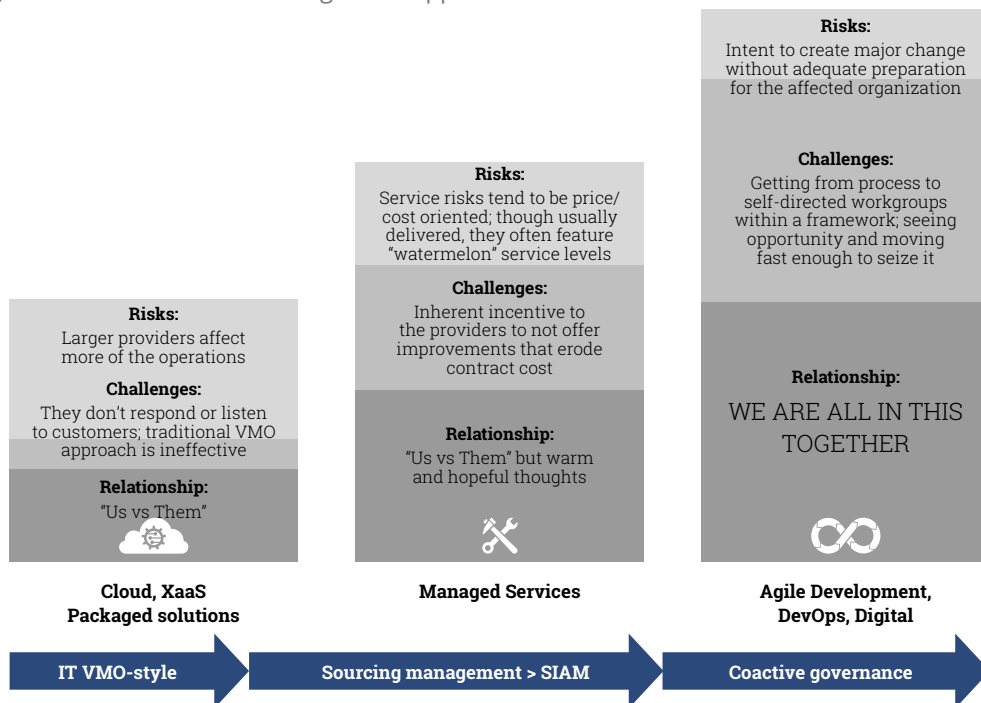 Risks:
Larger providers affect
more of the operations
Challenges:
They don’t respond or listen
to customers; traditional VMO
approach is ineffective
Relationship:
“Us vs Them”
Cloud, XaaS
Packaged solutions
Risks:
Service risks tend to be price/
cost oriented; though usually
delivered, they often feature
“watermelon” service levels
Challenges:
Inherent incentive to
the providers to not offer
improvements that erode
contract cost
Relationship:
“Us vs Them” but warm
and hopeful thoughts
Managed Services
Risks:
Intent to create major change
without adequate preparation
for the affected organization
Challenges:
Getting from process to
self-directed workgroups
within a framework; seeing
opportunity and moving
fast enough to seize it
Relationship:
WE ARE ALL IN THIS
TOGETHER
Agile Development,
DevOps, Digital
IT VMO-style
Sourcing management > SIAM
Coactive governance